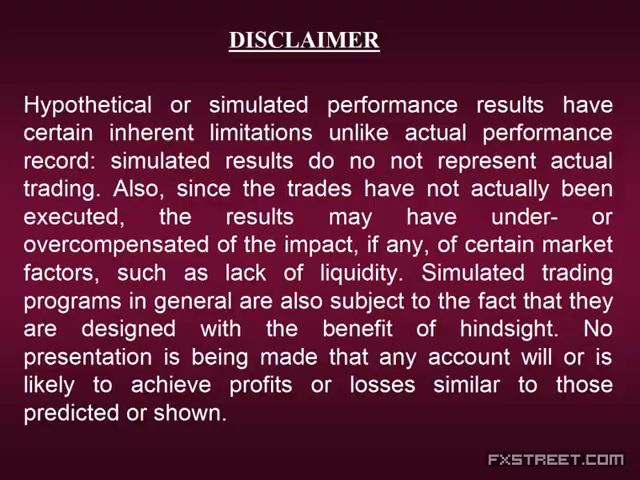 DISCLAIMER
Hypothetical or simulated performance results have
certain inherent limitations unlike actual performance
record: simulated results do no not represent actual
trading. Also, since the trades have not actually been
executed, the results may have under- or
overcompensated of the impact, if any, of certain market
factors, such as lack of liquidity. Simulated trading
programs in general are also subject to the fact that they
are designed with the benefit of hindsight. No
presentation is being made that any account will or is
likely to achieve profits or losses similar to those
predicted or shown.
FXSTREET.COM